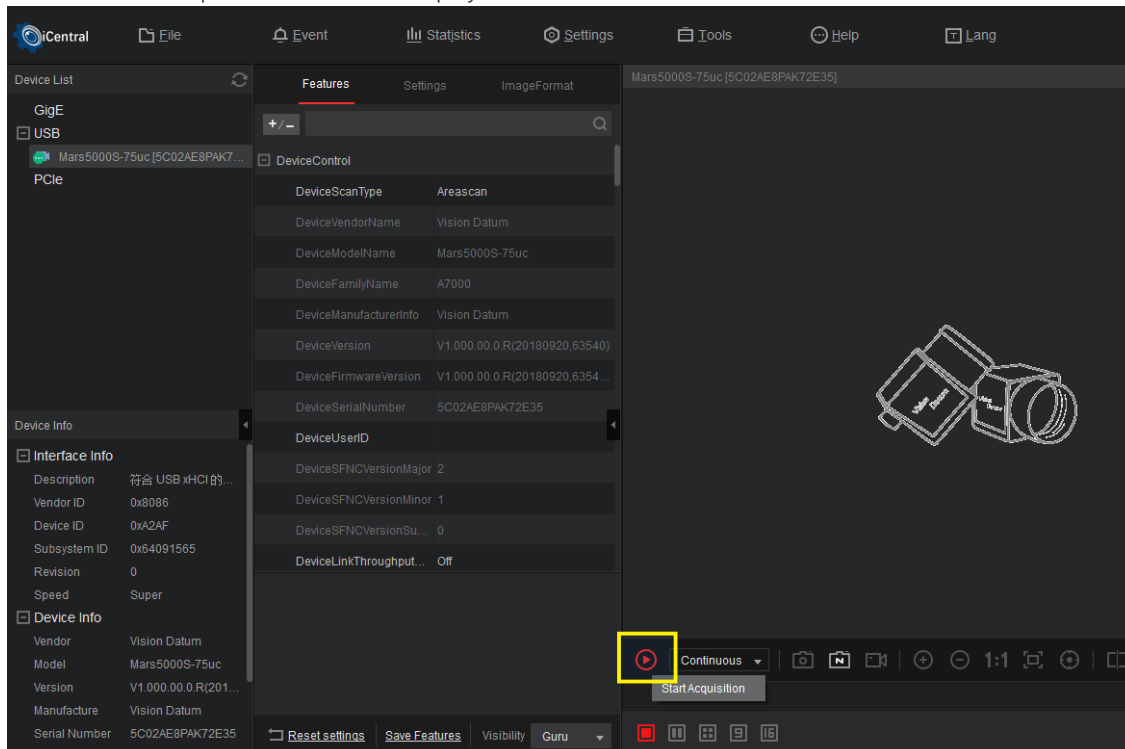 iCentral File Event Statistics Settings Tools Help Lang
Device List
GigE
USB
Mars5000S-75uc [5C02AE8PAK7...
PCIe
Features Settings ImageFormat
+/-
DeviceControl
DeviceScanType Areascan
DeviceVendorName Vision Datum
DeviceModelName Mars5000S-75uc
DeviceFamilyName A7000
DeviceManufacturerInfo Vision Datum
DeviceVersion V1.000.00.0.R(20180920,63540)
DeviceFirmwareVersion V1.000.00.0.R(20180920,6354...
DeviceSerialNumber 5C02AE8PAK72E35
DeviceUserID
DeviceSFNCVersionMajor 2
DeviceSFNCVersionMinor 1
DeviceSFNCVersionSu... 0
DeviceLinkThroughput... Off
Mars5000S-75uc [5C02AE8PAK72E35]
Vision Datum
Vision Datum
Device Info
Interface Info
Description 符合 USB xHCI 的...
Vendor ID 0x8086
Device ID 0xA2AF
Subsystem ID 0x64091565
Revision 0
Speed Super
Device Info
Vendor Vision Datum
Model Mars5000S-75uc
Version V1.000.00.0.R(201...
Manufacture Vision Datum
Serial Number 5C02AE8PAK72E35
Reset settings Save Features Visibility Guru
Continuous N 1:1
Start Acquisition
9 16